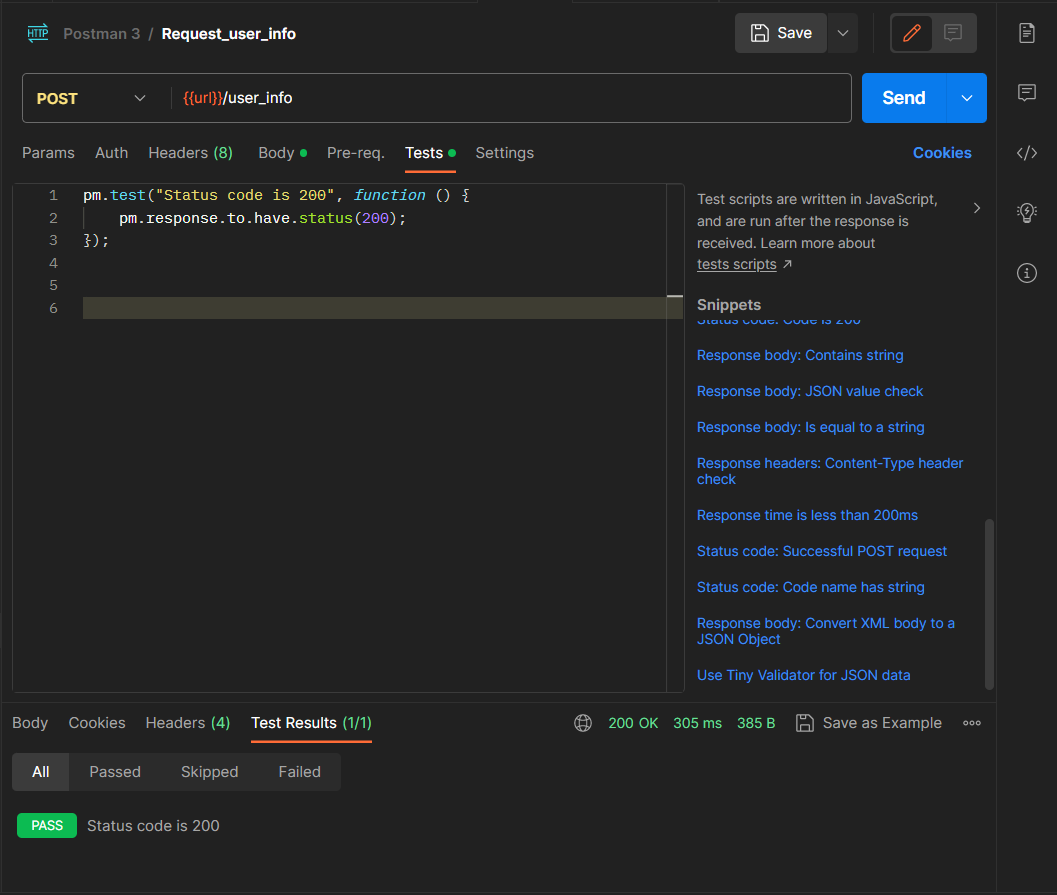 HTTP Postman 3 / Request_user_info Save
POST {{url}}/user_info Send
Params Auth Headers (8) Body Pre-req. Tests Settings Cookies
1 pm.test("Status code is 200", function () {
2 pm.response.to.have.status(200);
3 });
4
5
6
Test scripts are written in JavaScript,
and are run after the response is
received. Learn more about
tests scripts ↗
Snippets
Status code: Code is 200
Response body: Contains string
Response body: JSON value check
Response body: Is equal to a string
Response headers: Content-Type header
check
Response time is less than 200ms
Status code: Successful POST request
Status code: Code name has string
Response body: Convert XML body to a
JSON Object
Use Tiny Validator for JSON data
Body Cookies Headers (4) Test Results (1/1) 200 OK 305 ms 385 B Save as Example
All Passed Skipped Failed
PASS Status code is 200